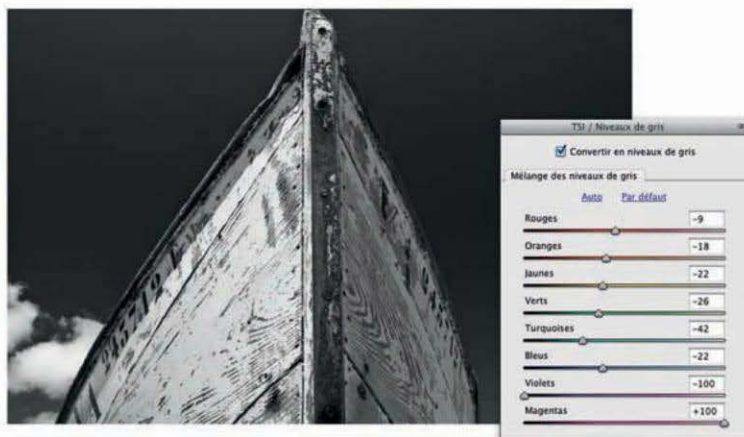 TSI / Niveaux de gris
Convertir en niveaux de gris
Mélange des niveaux de gris
Auto Par défaut
Rouges -9
Oranges -18
Jaunes -22
Verts -26
Turquoises -42
Bleus -22
Violets -100
Magentas +100